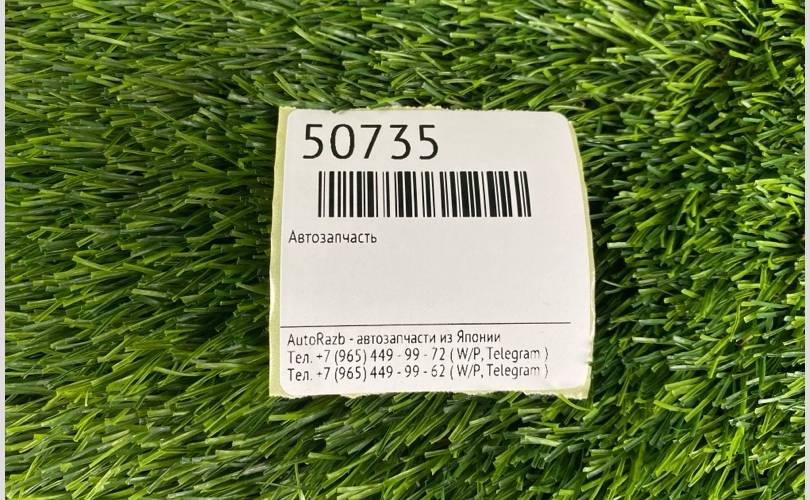 50735
Автозапчасть
AutoRazb - автозапчасти из Японии
Тел. +7 (965) 449 - 99 - 72 ( W/P, Telegram )
Тел. +7 (965) 449 - 99 - 62 ( W/P, Telegram )